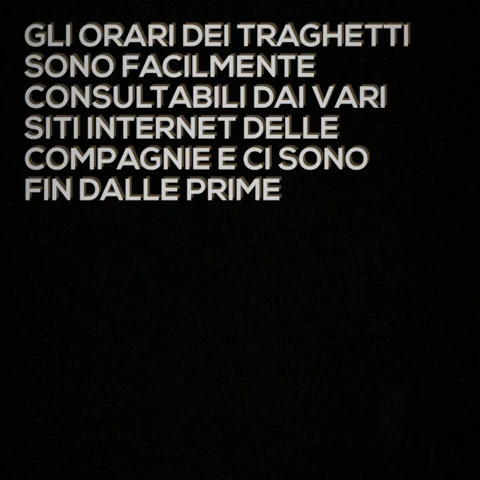 GLI ORARI DEI TRAGHETTI
SONO FACILMENTE
CONSULTABILI DAI VARI
SITI INTERNET DELLE
COMPAGNIE E CI SONO
FIN DALLE PRIME